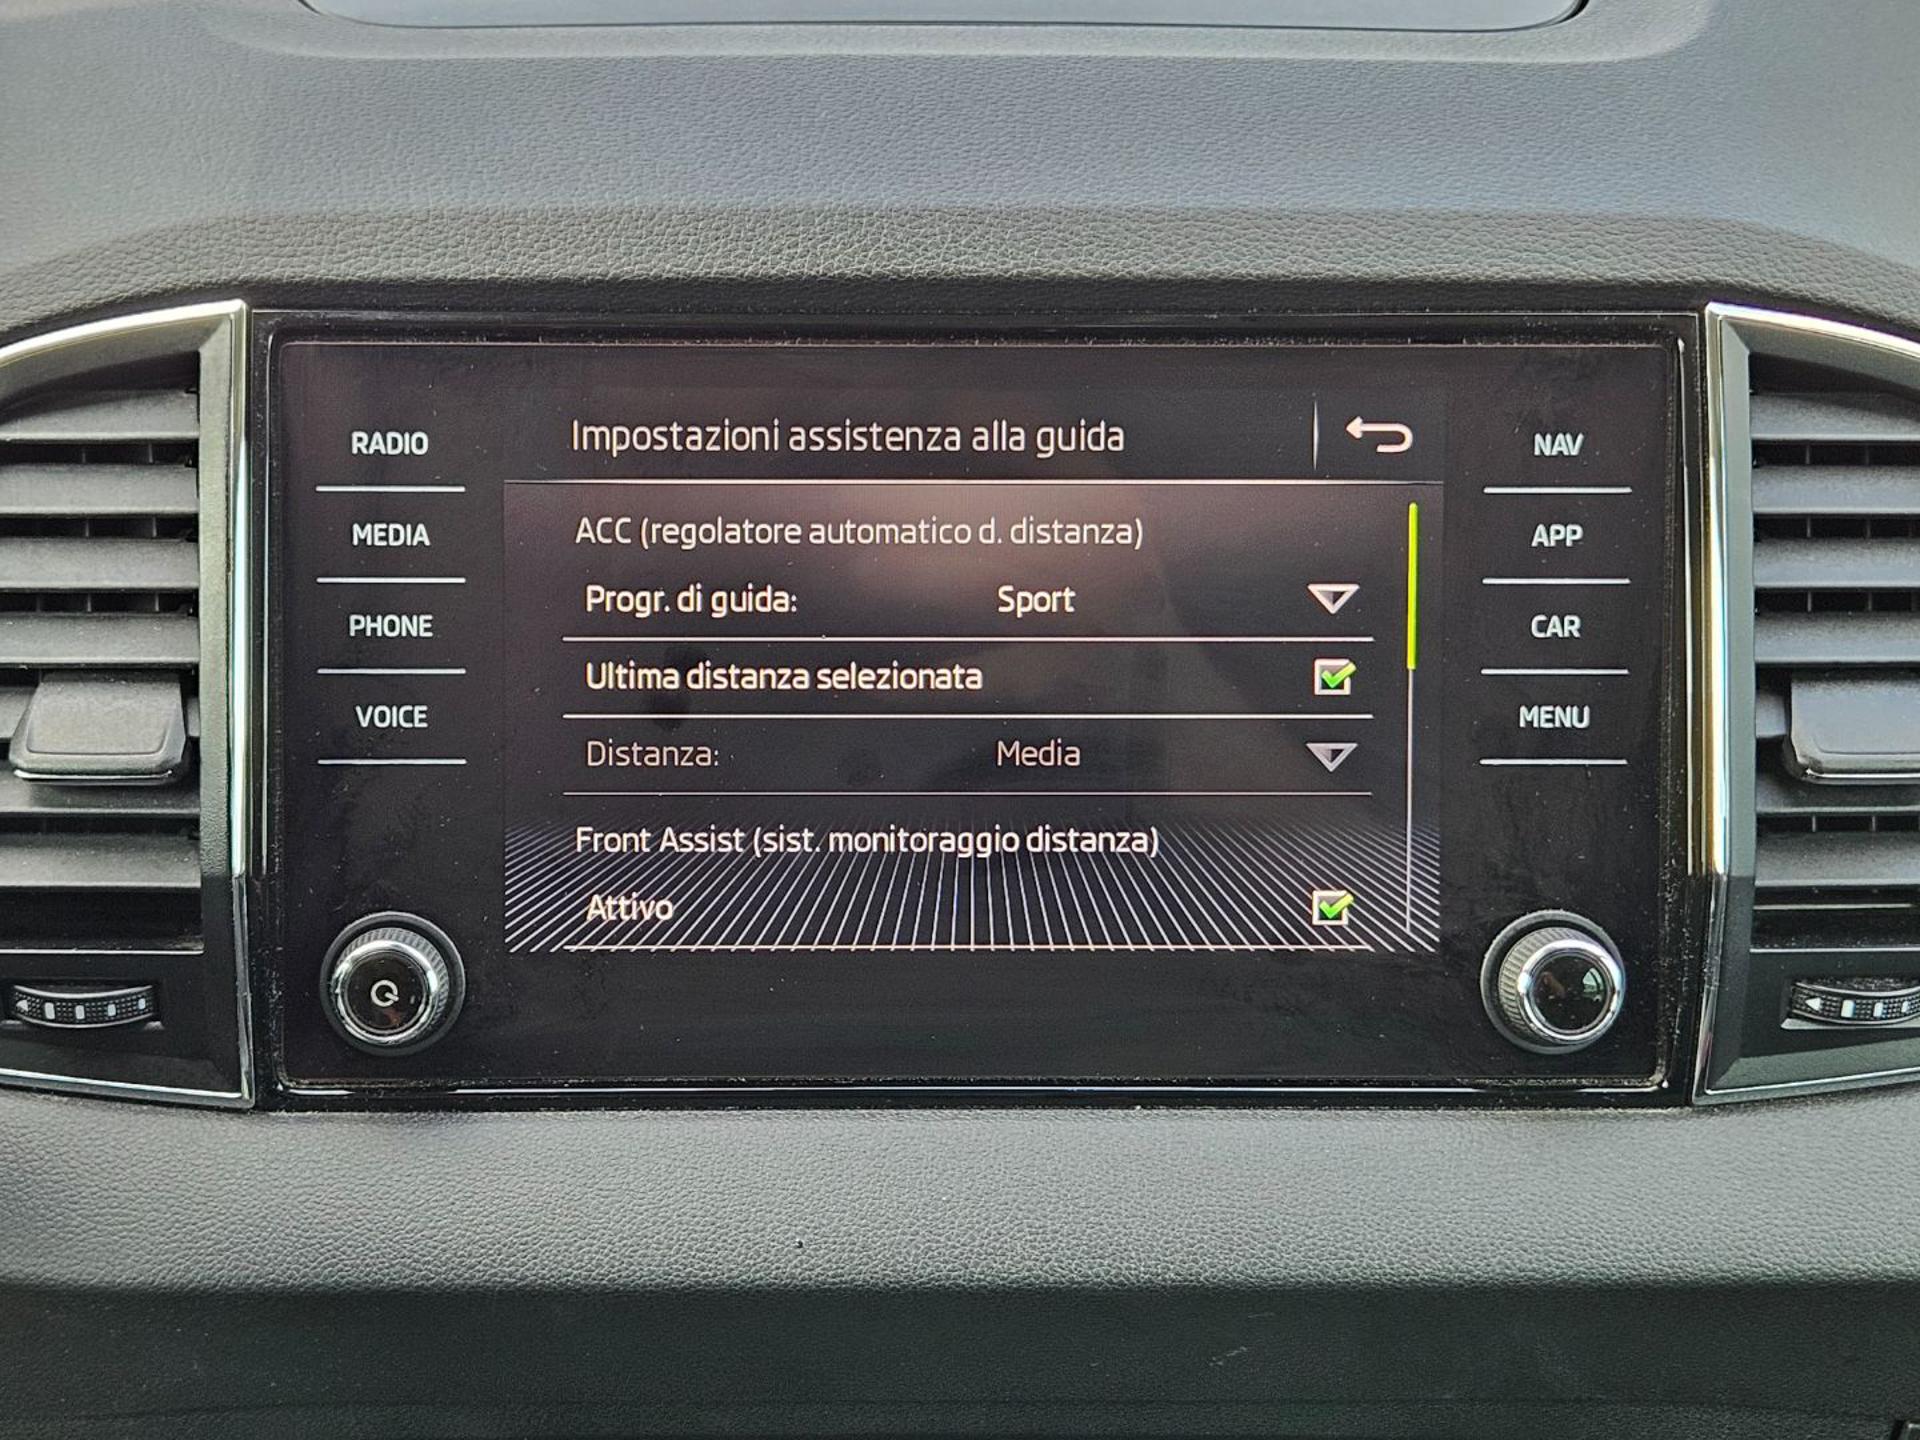 RADIO
MEDIA
PHONE
VOICE
Impostazioni assistenza alla guida
ACC (regolatore automatico d. distanza)
Progr. di guida: Sport
Ultima distanza selezionata
Distanza: Media
Front Assist (sist. monitoraggio distanza)
Attivo
NAV
APP
CAR
MENU